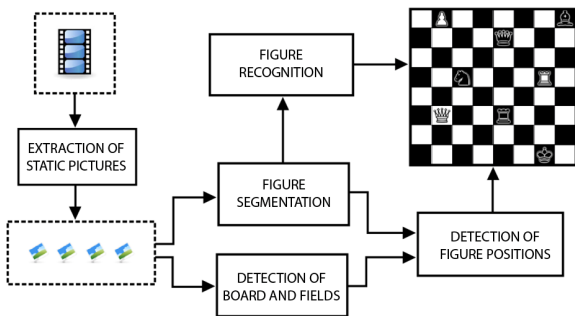 FIGURE
RECOGNITION
EXTRACTION OF
STATIC PICTURES
FIGURE
SEGMENTATION
DETECTION OF
BOARD AND FIELDS
DETECTION OF
FIGURE POSITIONS